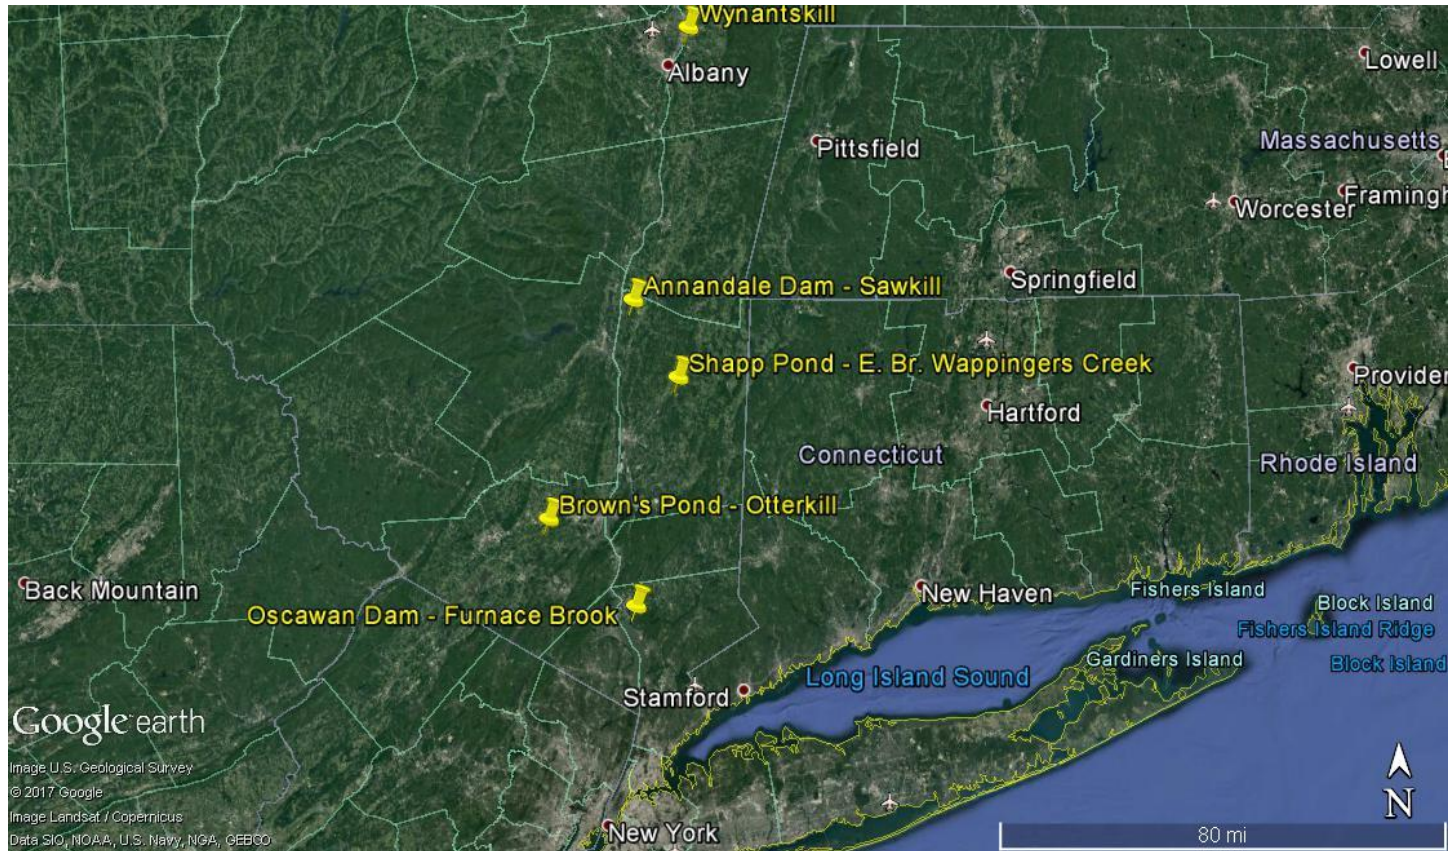 Wynantskill
Lowell
Albany
Massachusetts
Pittsfield
Framingh
Worcester
Springfield
Annandale Dam - Sawkill
Shapp Pond - E. Br. Wappingers Creek
Providen
Hartford
Connecticut
Rhode Island
Brown's Pond - Otterkill
Back Mountain
New Haven
Fishers Island
Block Island
Oscawan Dam - Furnace Brook
Fishers Island Ridge
Gardiners Island
Block Island
Long Island Sound
Stamford
Google earth
Image U.S. Geological Survey
© 2017 Google
Image Landsat / Copernicus
Data SIO, NOAA, U.S. Navy, NGA, GEBCO
New York
N
80 mi